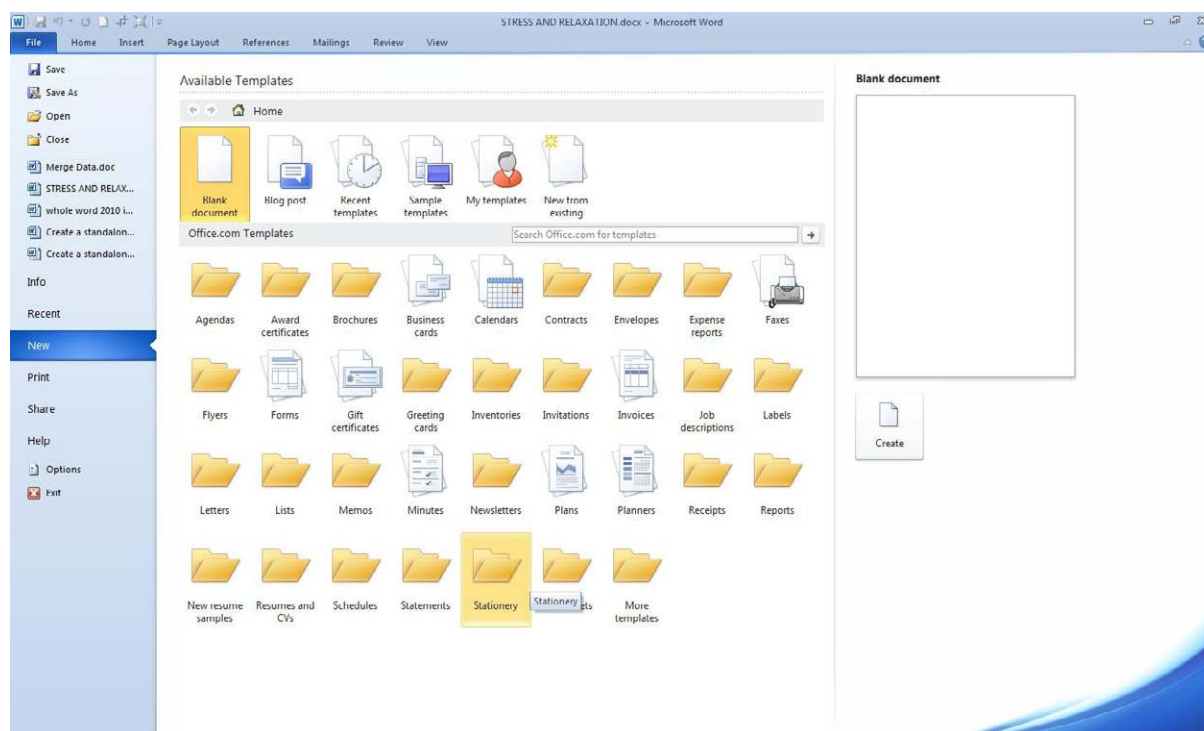 STRESS AND RELAXATION.docx - Microsoft Word
File Home Insert Page Layout References Mailings Review View
Save
Save As
Open
Close
Merge Data.doc
STRESS AND RELAX...
whole word 2010 i...
Create a standalon...
Create a standalon...
Info
Recent
New
Print
Share
Help
Options
Exit
Available Templates
Home
Blank document
Blog post
Recent templates
Sample templates
My templates
New from existing
Office.com Templates
Search Office.com for templates
Agendas
Award certificates
Brochures
Business cards
Calendars
Contracts
Envelopes
Expense reports
Faxes
Flyers
Forms
Gift certificates
Greeting cards
Inventories
Invitations
Invoices
Job descriptions
Labels
Letters
Lists
Memos
Minutes
Newsletters
Plans
Planners
Receipts
Reports
New resume samples
Resumes and CVs
Schedules
Statements
Stationery
Stationery
More templates
Blank document
Create